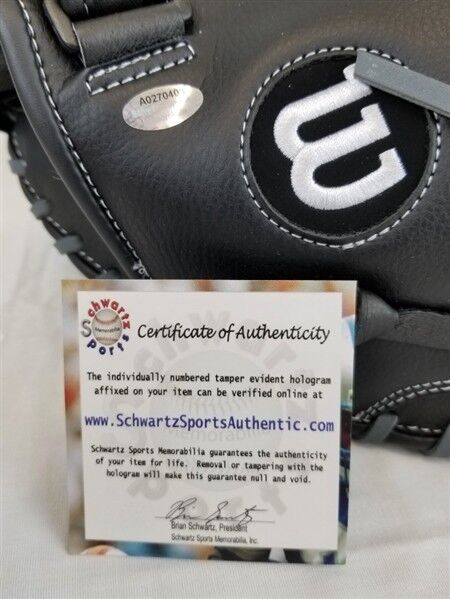 A027040
W
Schwartz
Sports
Memorabilia
Certificate of Authenticity
The individually numbered tamper evident hologram
affixed on your item can be verified online at
www.SchwartzSportsAuthentic.com
Schwartz Sports Memorabilia guarantees the authenticity
of your item for life. Removal or tampering with the
hologram will make this guarantee null and void.
Brian Schwartz, President
Schwartz Sports Memorabilia, Inc.